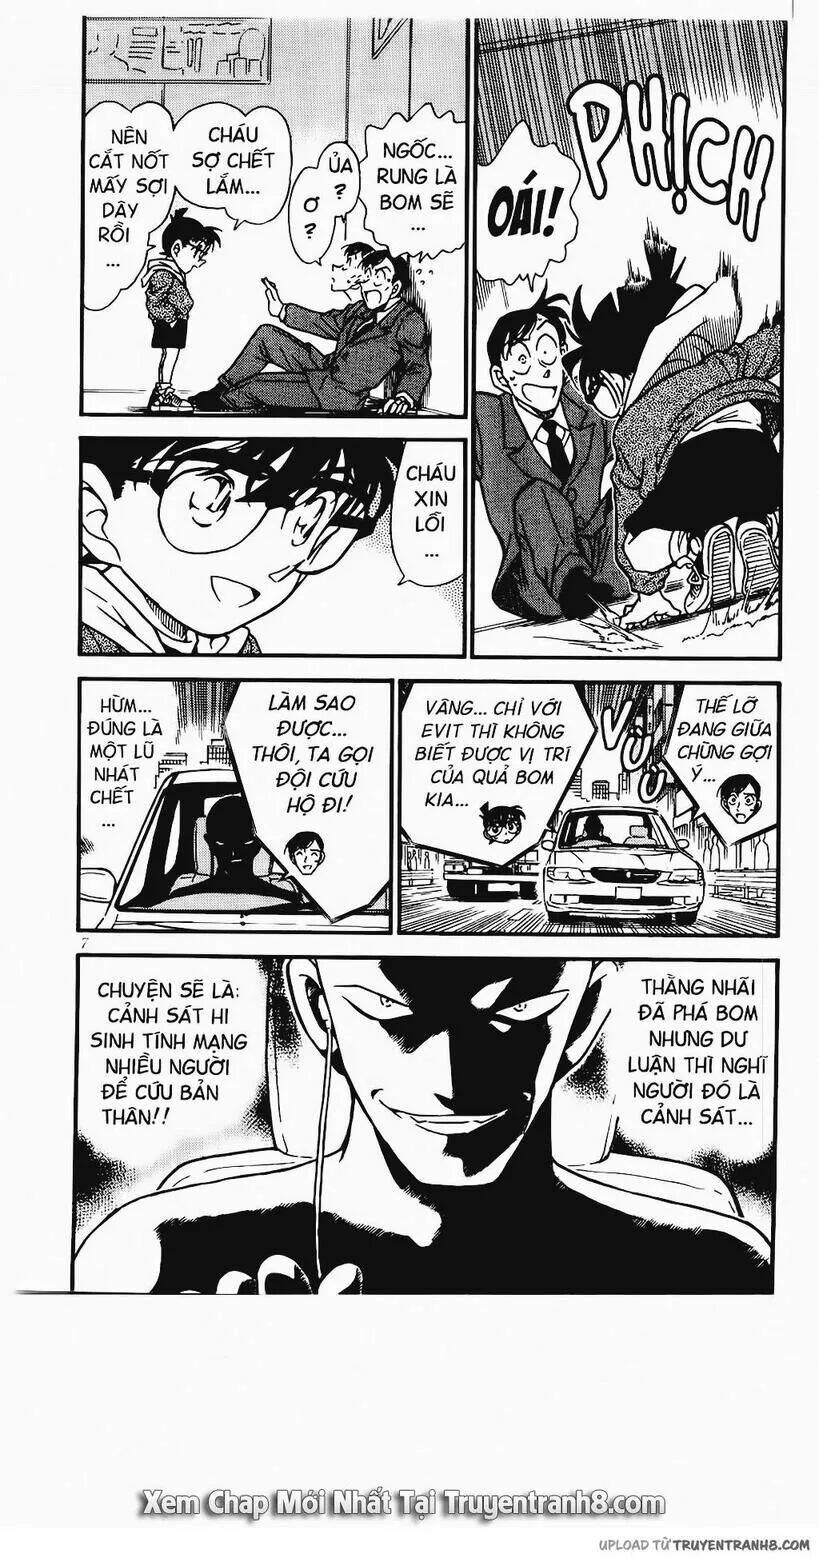 PHỊCH
OÁI!
NGỐC...
RUNG LÀ
BOM SẼ
...
ỦA
?
Ơ
?
CHÁU
SỢ CHẾT
LẮM...
NÊN
CẮT NỐT
MẤY SỢI
DÂY
RỒI
...
CHÁU
XIN
LỖI
...
THẾ LỠ
ĐANG GIỮA
CHỪNG GỢI
Ý...
VÙÙ
VÂNG... CHỈ VỚI
EVIT THÌ KHÔNG
BIẾT ĐƯỢC VỊ TRÍ
CỦA QUẢ BOM
KIA...
LÀM SAO
ĐƯỢC...
THÔI, TA GỌI
ĐỘI CỨU
HỘ ĐI!
HỪM...
ĐÚNG LÀ
MỘT LŨ
NHÁT
CHẾT
...
7
THẰNG NHÃI
ĐÃ PHÁ BOM
NHƯNG DƯ
LUẬN THÌ NGHĨ
NGƯỜI ĐÓ LÀ
CẢNH SÁT...
CHUYỆN SẼ LÀ:
CẢNH SÁT HI
SINH TÍNH MẠNG
NHIỀU NGƯỜI
ĐỂ CỨU BẢN
THÂN!!
Xem Chap Mới Nhất Tại Truyentranh8.com
UPLOAD TỪ TRUYENTRANH8.COM